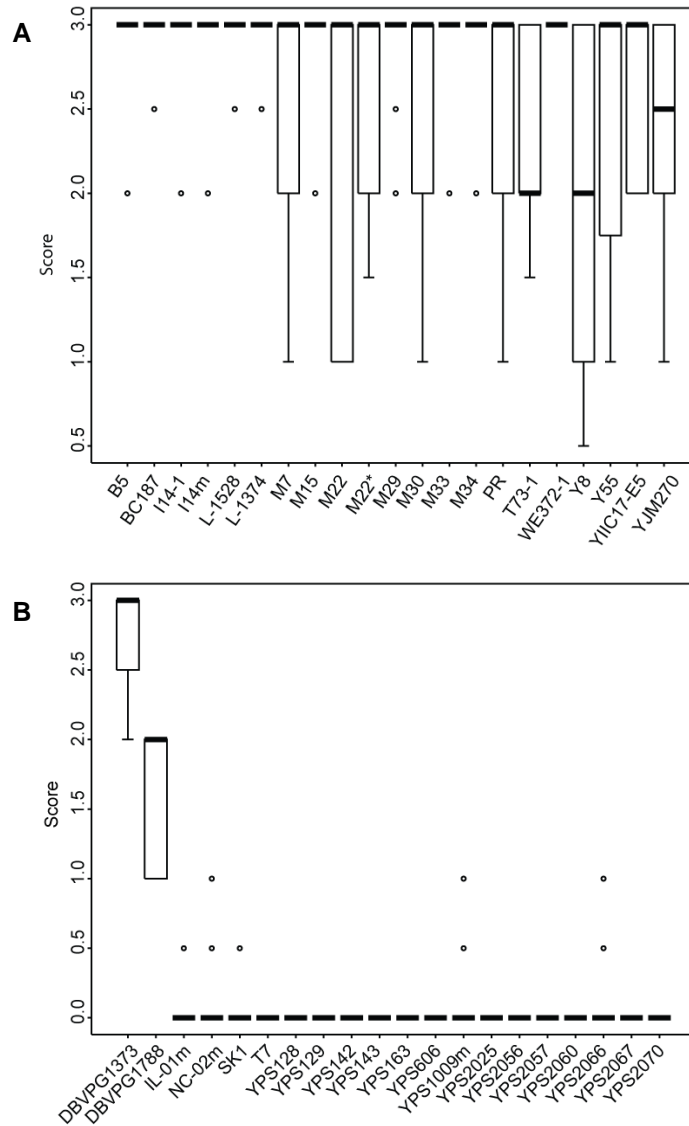 A
Score
3.0
2.5
2.0
1.5
1.0
0.5
B5
BC187
I14-1
I14m
L-1528
L-1374
M7
M15
M22
M22*
M29
M30
M33
M34
PR
T73-1
WE372-1
Y8
Y55
YIIC17-E5
YJM270
B
Score
3.0
2.5
2.0
1.5
1.0
0.5
0.0
DBVPG1373
DBVPG1788
IL-01m
NC-02m
SK1
T7
YPS128
YPS129
YPS142
YPS143
YPS163
YPS606
YPS1009m
YPS2025
YPS2056
YPS2057
YPS2060
YPS2066
YPS2067
YPS2070